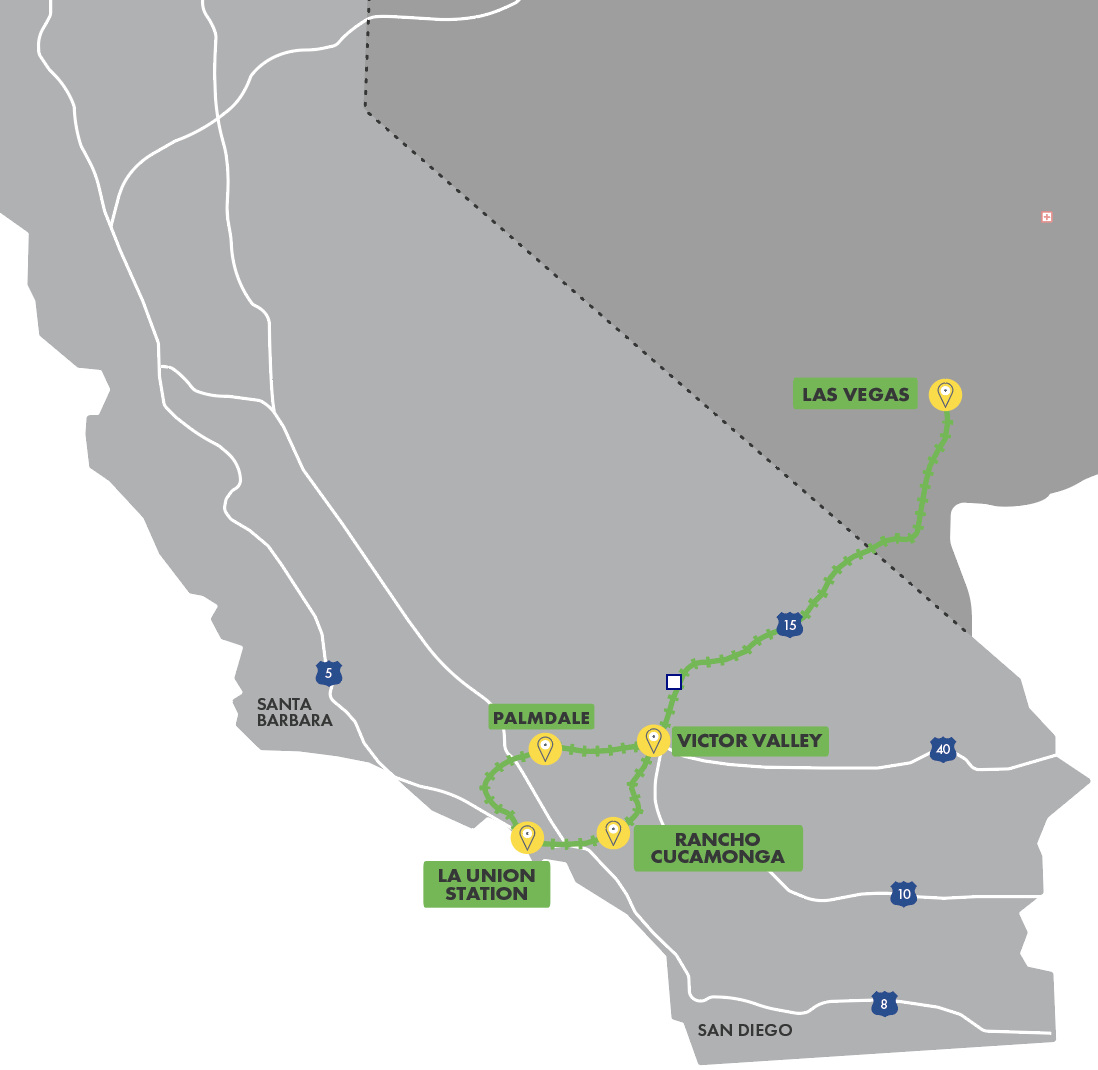 LAS VEGAS
15
5
SANTA
BARBARA
PALMDALE
VICTOR VALLEY
40
RANCHO
CUCAMONGA
LA UNION
STATION
10
8
SAN DIEGO